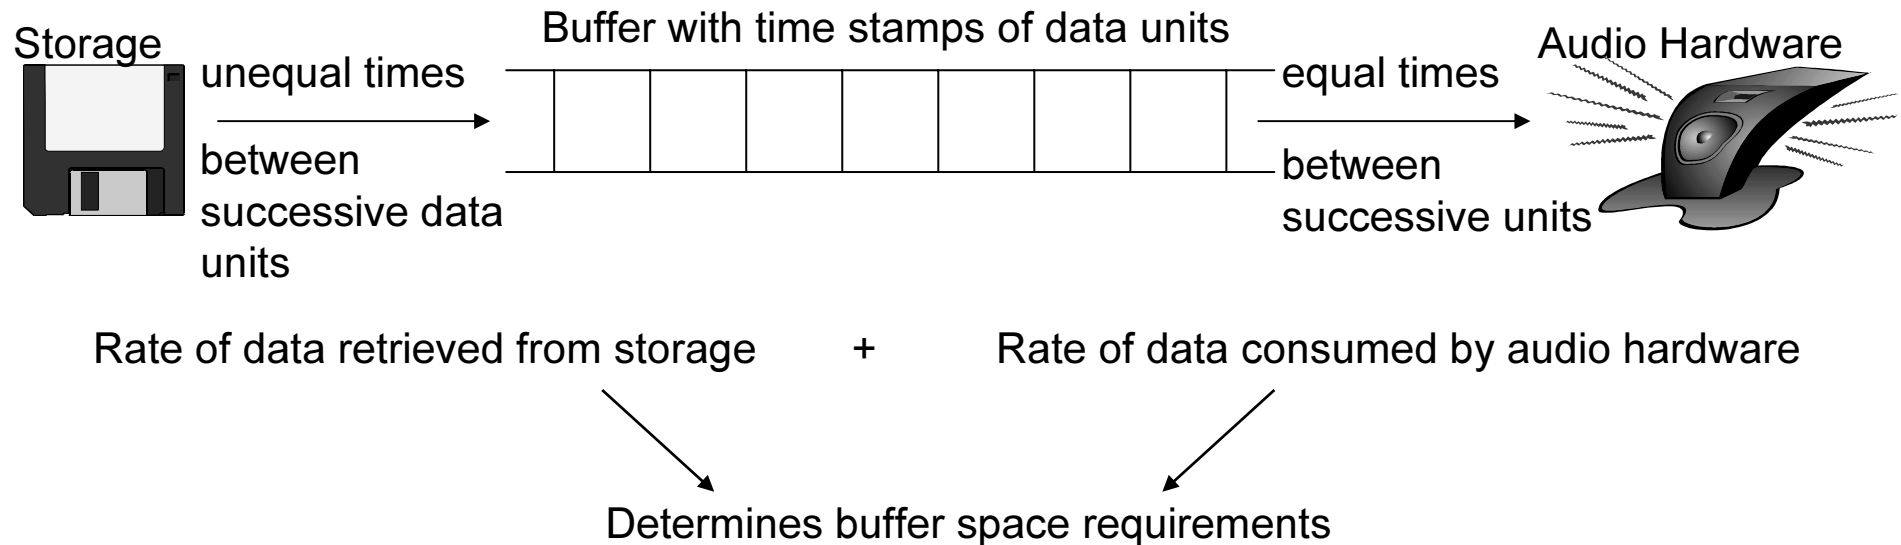 Storage
Buffer with time stamps of data units
Audio Hardware
unequal times
between
successive data
units
equal times
between
successive units
Rate of data retrieved from storage + Rate of data consumed by audio hardware
Determines buffer space requirements